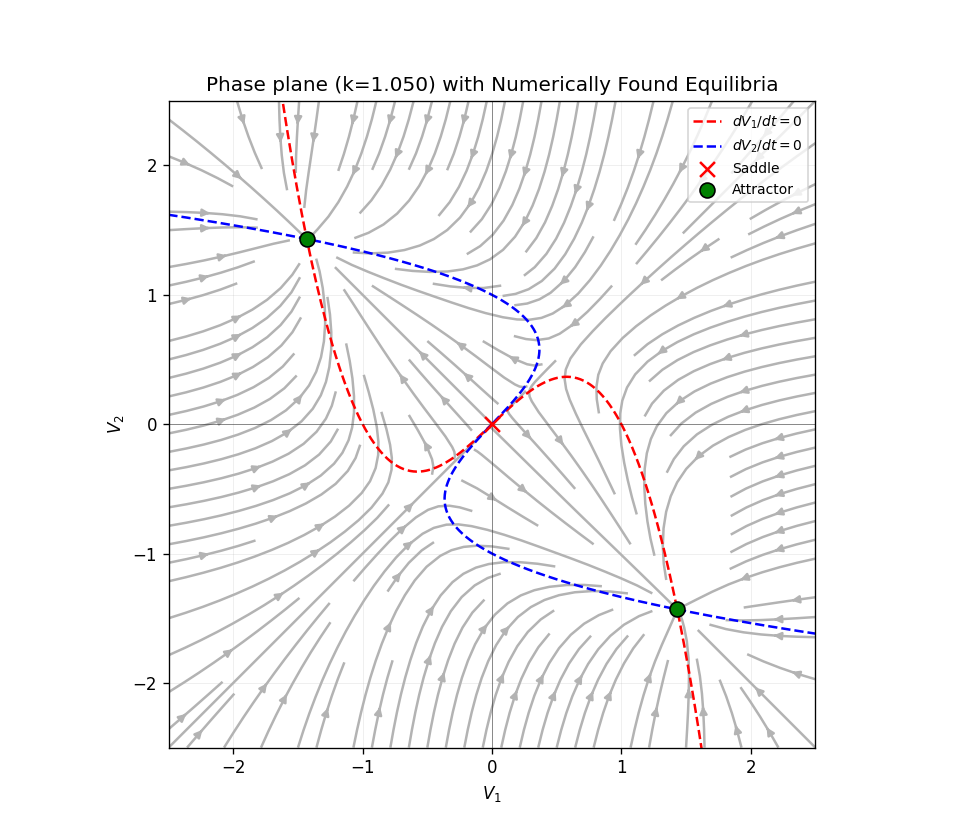 Phase plane (k=1.050) with Numerically Found Equilibria
dV₁/dt = 0
dV₂/dt = 0
Saddle
Attractor
V₂
2
1
0
−1
−2
−2 −1 0 1 2
V₁